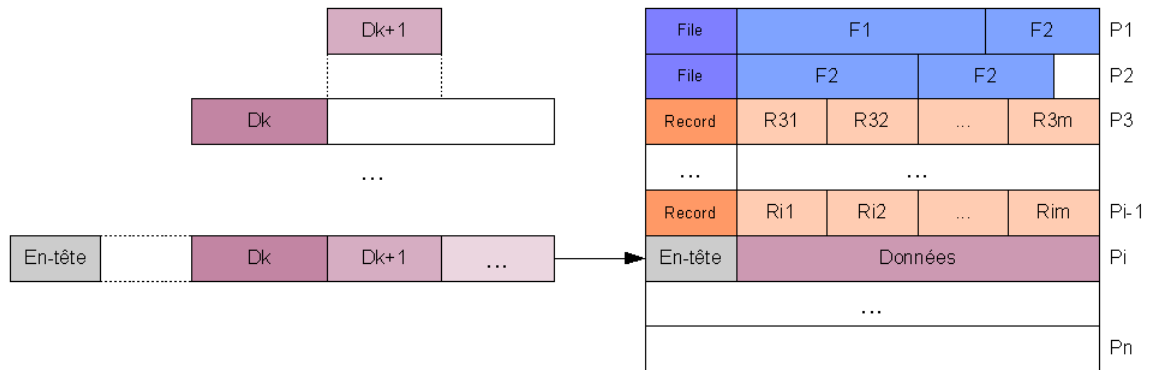 Dk+1
Dk
...
En-tête Dk Dk+1 ...
File F1 F2 P1
File F2 F2 P2
Record R31 R32 ... R3m P3
... ...
Record Ri1 Ri2 ... Rim Pi-1
En-tête Données Pi
...
Pn